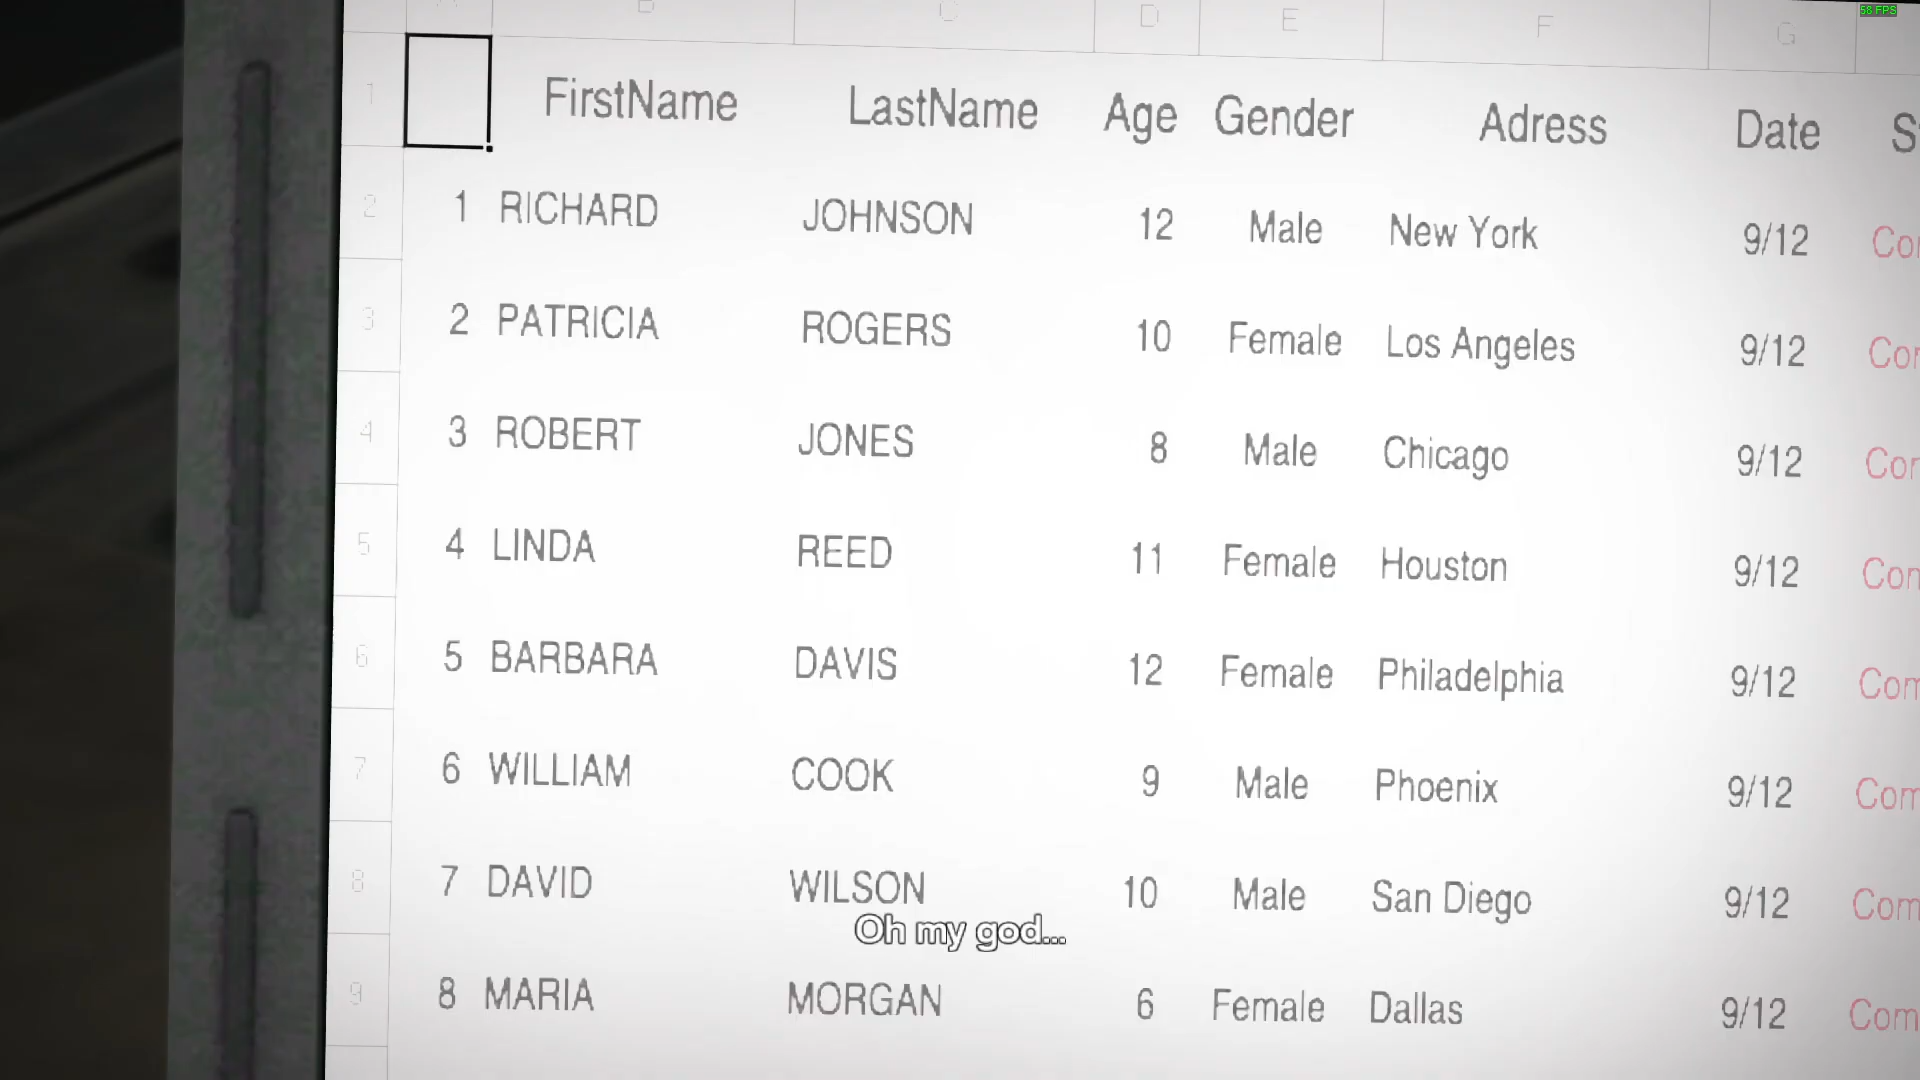 B C D E F G
58 FPS
1 FirstName LastName Age Gender Adress Date
2 1 RICHARD JOHNSON 12 Male New York 9/12
3 2 PATRICIA ROGERS 10 Female Los Angeles 9/12
4 3 ROBERT JONES 8 Male Chicago 9/12
5 4 LINDA REED 11 Female Houston 9/12
6 5 BARBARA DAVIS 12 Female Philadelphia 9/12
7 6 WILLIAM COOK 9 Male Phoenix 9/12
8 7 DAVID WILSON 10 Male San Diego 9/12
Oh my god...
9 8 MARIA MORGAN 6 Female Dallas 9/12